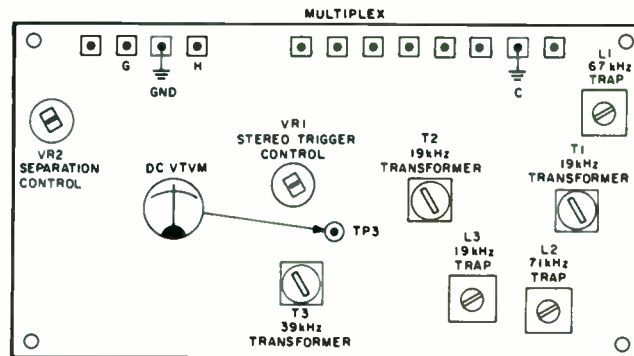 MULTIPLEX
G
H
GND
C
L1
67 kHz
TRAP
VR2
SEPARATION
CONTROL
DC VTVM
VR1
STEREO TRIGGER
CONTROL
T2
19kHz
TRANSFORMER
T1
19kHz
TRANSFORMER
TP3
L3
19kHz
TRAP
L2
71kHz
TRAP
T3
39kHz
TRANSFORMER